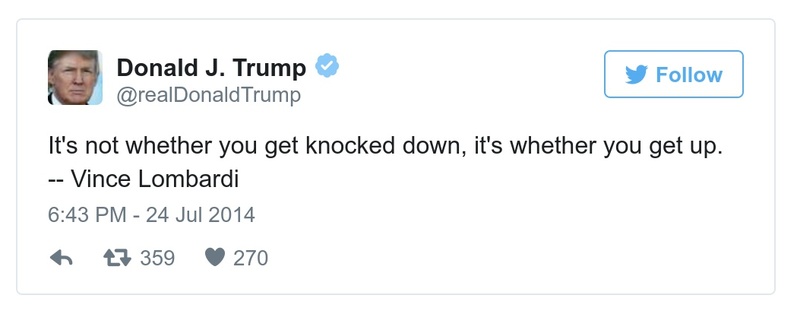 Donald J. Trump
@realDonaldTrump
Follow
It's not whether you get knocked down, it's whether you get up.
-- Vince Lombardi
6:43 PM - 24 Jul 2014
359 270